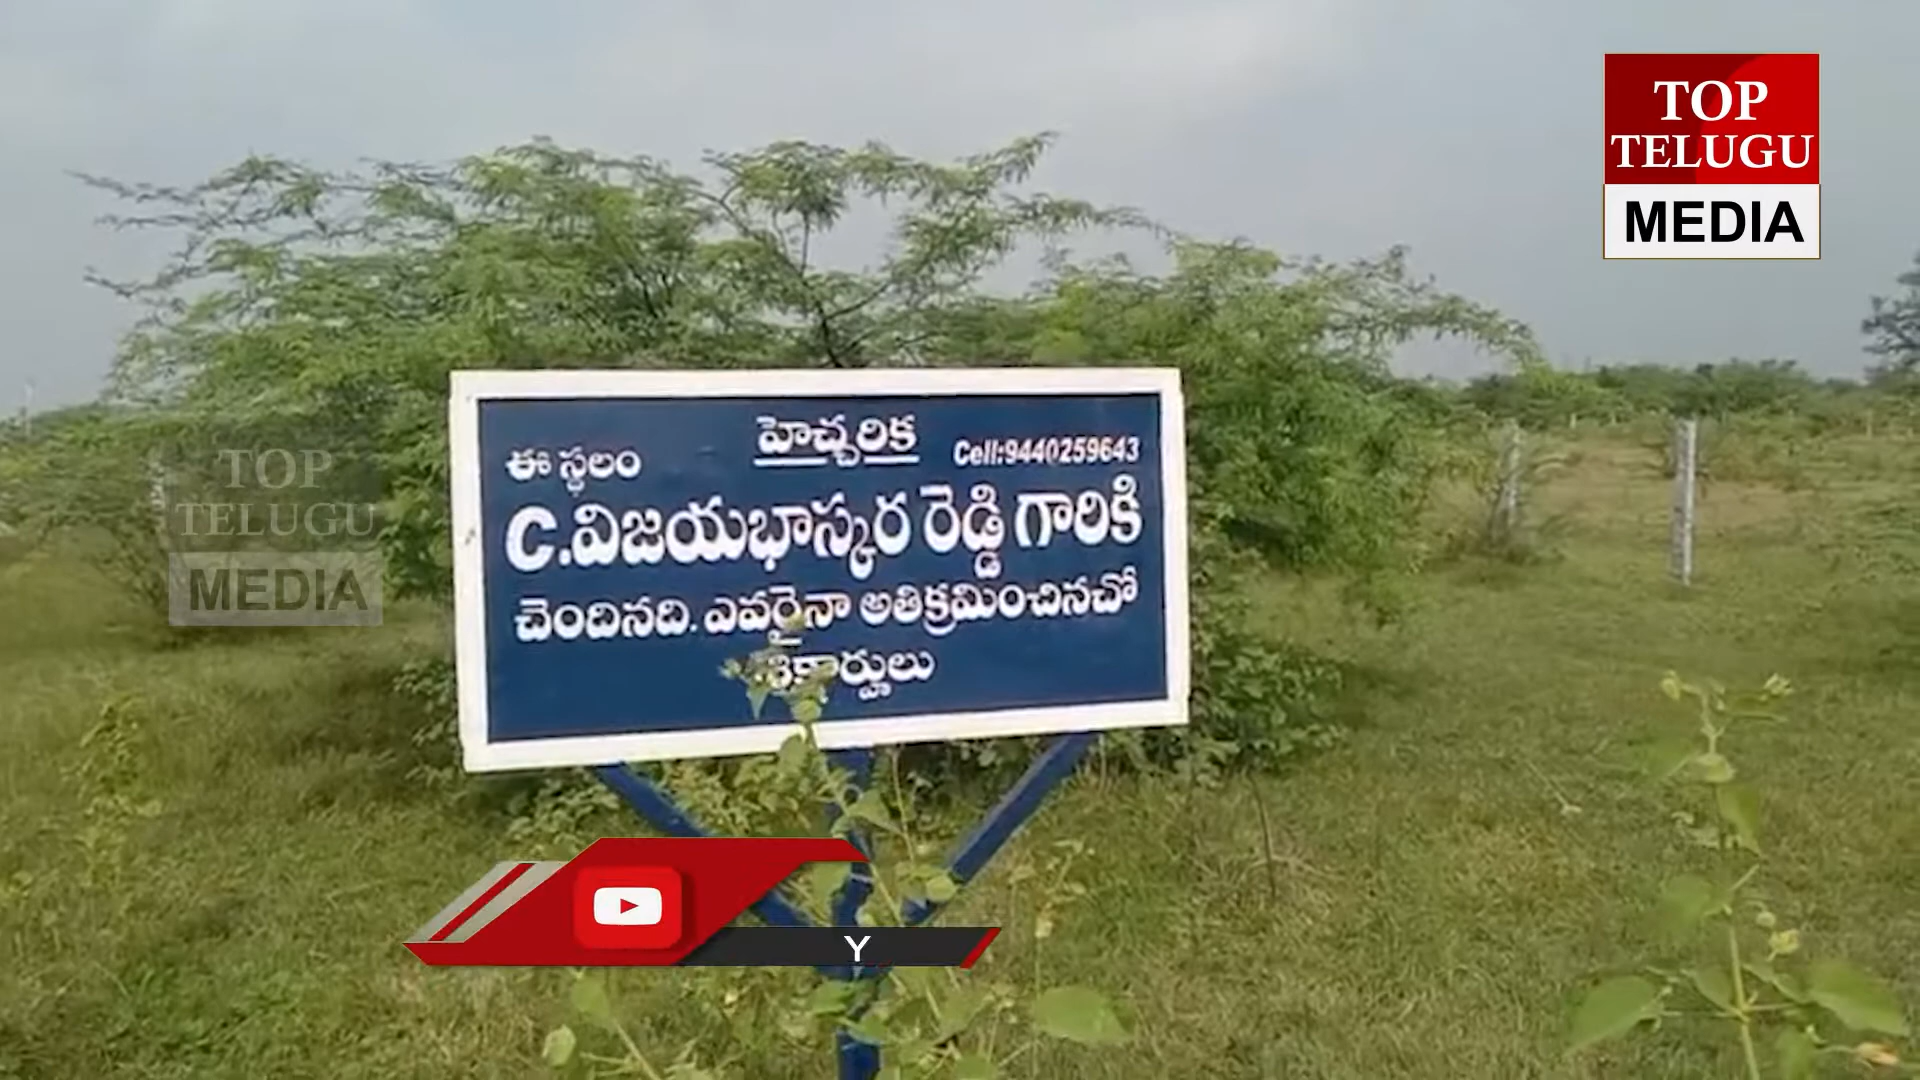 TOP
TELUGU
MEDIA
హెచ్చరిక
ఈ స్థలం
Cell:9440259643
C.విజయభాస్కర రెడ్డి గారికి
చెందినది. ఎవరైనా అతిక్రమించినచో
శిక్షార్హులు
TOP
TELUGU
MEDIA
Y